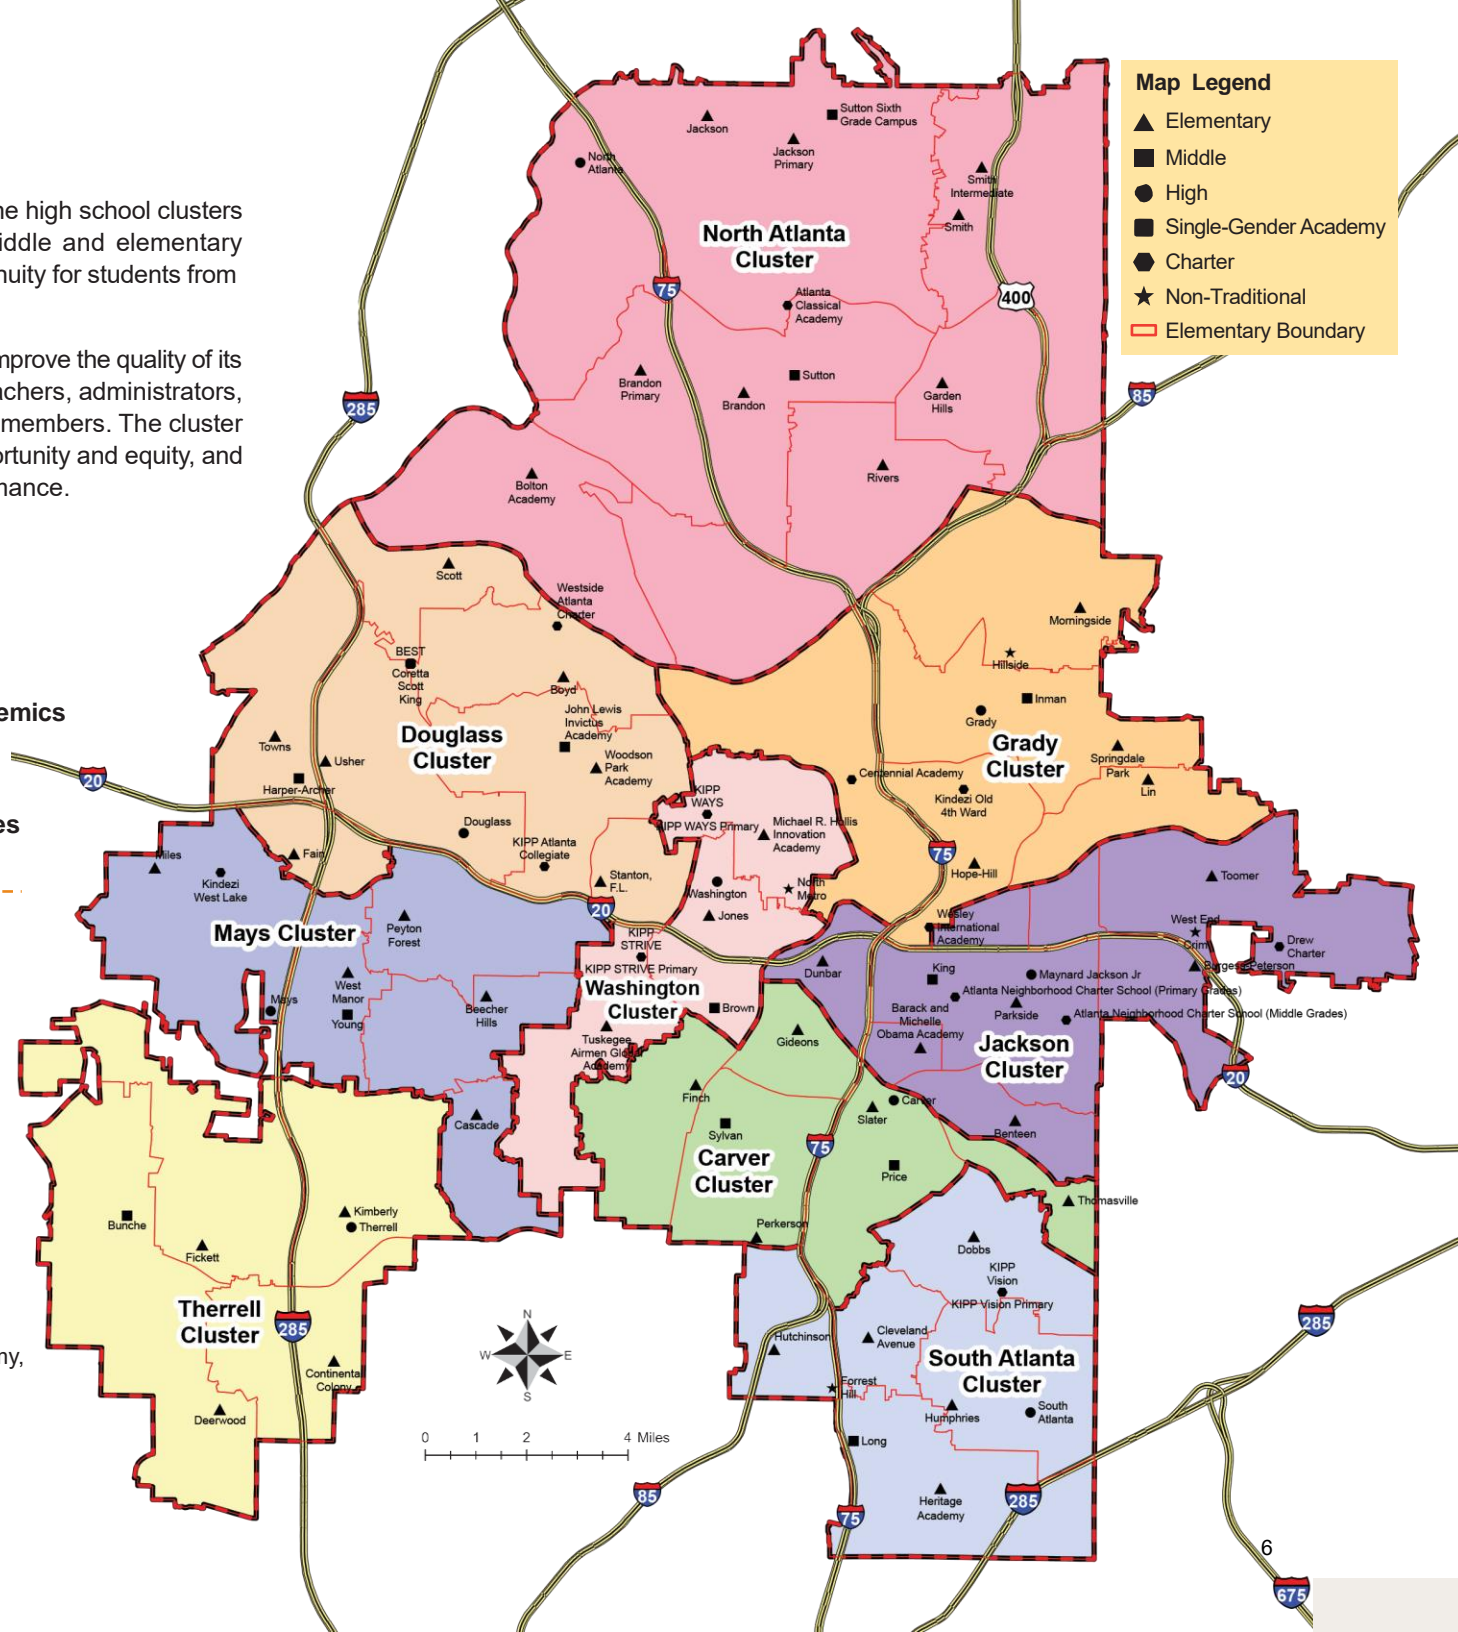 he high school clusters
iddle and elementary
nuity for students from
mprove the quality of its
achers, administrators,
members. The cluster
ortunity and equity, and
mance.
emics
es
ny,
Map Legend
Elementary
Middle
High
Single-Gender Academy
Charter
Non-Traditional
Elementary Boundary
Jackson
Sutton Sixth
Grade Campus
Jackson
Primary
North
Atlanta
Smith
Intermediate
Smith
North Atlanta
Cluster
75
400
Atlanta
Classical
Academy
Brandon
Primary
Sutton
Brandon
Garden
Hills
285
85
Bolton
Academy
Rivers
Scott
Westside
Atlanta
Charter
Morningside
Hillside
BEST
Coretta
Scott
King
Boyd
John Lewis
Invictus
Academy
Inman
Grady
Douglass
Cluster
Grady
Cluster
Towns
Usher
Woodson
Park
Academy
Springdale
Park
Lin
20
Harper-Archer
Centennial Academy
Kindezi Old
4th Ward
KIPP
WAYS
KIPP WAYS Primary
Michael R. Hollis
Innovation
Academy
Douglass
KIPP Atlanta
Collegiate
75
Miles
Fain
Kindezi
West Lake
Stanton,
F.L.
Washington
North
Metro
Hope-Hill
Toomer
20
Jones
Mays Cluster
Peyton
Forest
KIPP
STRIVE
KIPP STRIVE Primary
Wesley
International
Academy
West End
Crim
Drew
Charter
Dunbar
King
Maynard Jackson Jr
Burgess-Peterson
West
Manor
Mays
Young
Beecher
Hills
Washington
Cluster
Brown
Atlanta Neighborhood Charter School (Primary Grades)
Barack and
Michelle
Obama Academy
Parkside
Atlanta Neighborhood Charter School (Middle Grades)
Tuskegee
Airmen Global
Academy
Gideons
Jackson
Cluster
20
Cascade
Finch
Carver
Slater
Sylvan
Benteen
75
Carver
Cluster
Price
Thomasville
Bunche
Kimberly
Therrell
Fickett
Perkerson
Dobbs
KIPP
Vision
KIPP Vision Primary
Therrell
Cluster
285
N
W
E
S
Hutchinson
Cleveland
Avenue
285
South Atlanta
Cluster
Continental
Colony
Forrest
Hill
Deerwood
Humphries
South
Atlanta
0 1 2 4 Miles
Long
85
75
Heritage
Academy
285
6
675